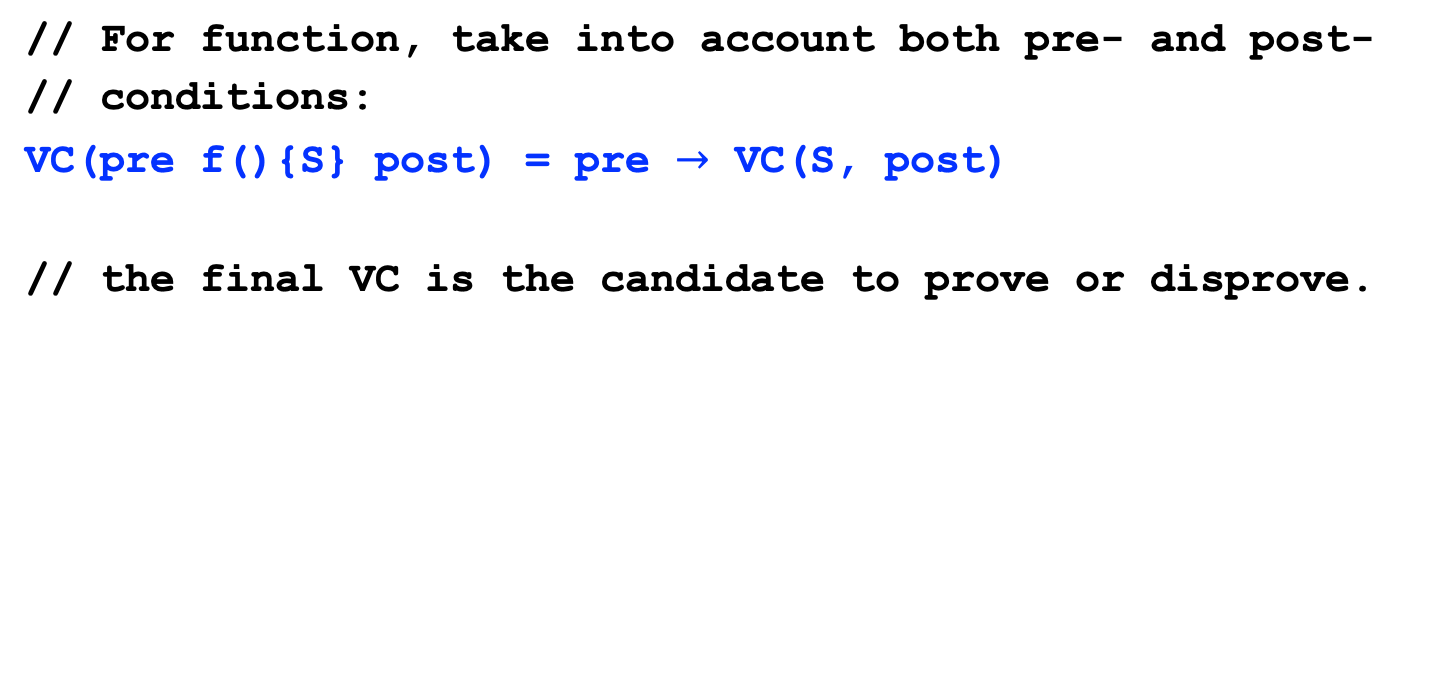 // For function, take into account both pre- and post-
// conditions:
VC(pre f(){S} post) = pre → VC(S, post)
// the final VC is the candidate to prove or disprove.